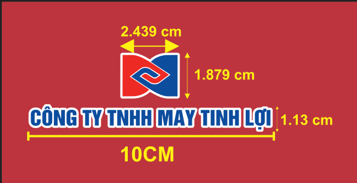 2.439 cm
1.879 cm
CÔNG TY TNHH MAY TINH LỢI
1.13 cm
10CM